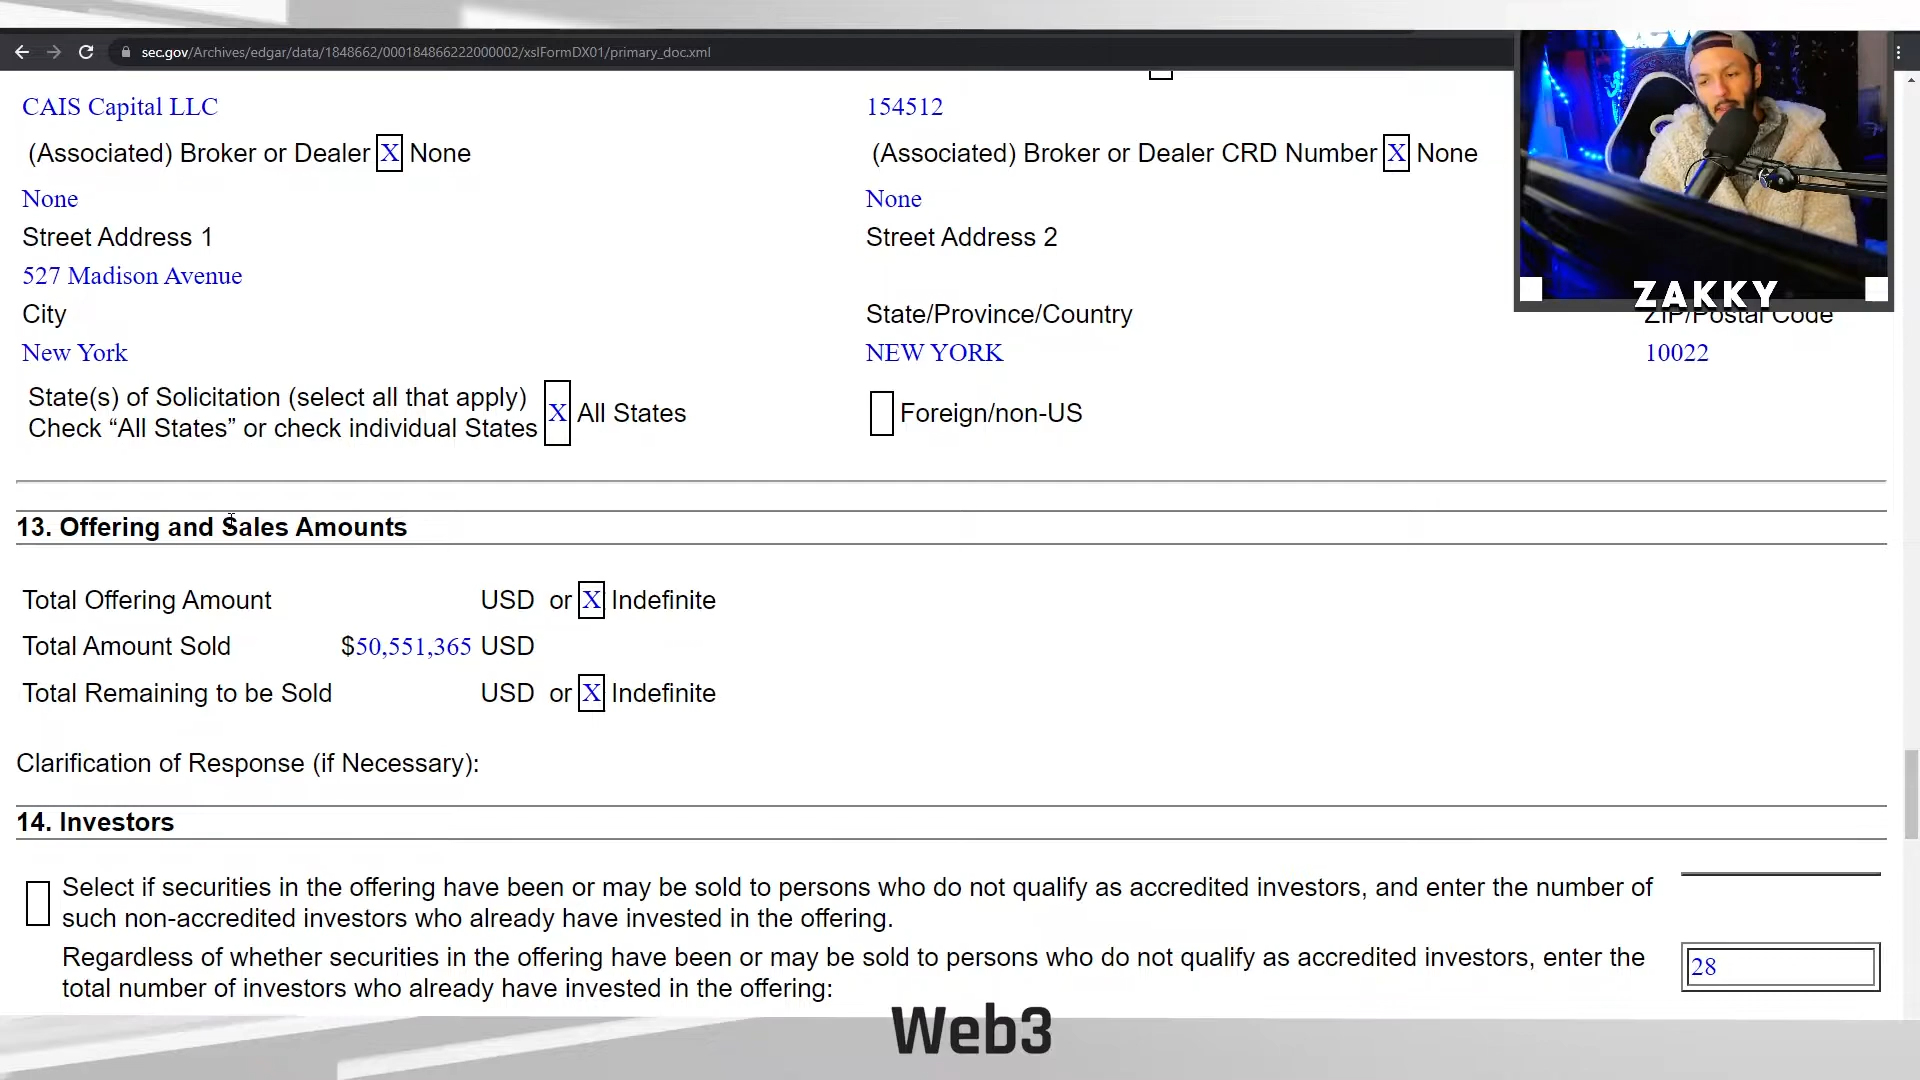 sec.gov/Archives/edgar/data/1848662/000184866222000002/xslFormDX01/primary_doc.xml
CAIS Capital LLC 154512
(Associated) Broker or Dealer X None (Associated) Broker or Dealer CRD Number X None
None None
Street Address 1 Street Address 2
527 Madison Avenue
City State/Province/Country ZIP/Postal Code
New York NEW YORK 10022
State(s) of Solicitation (select all that apply)
Check “All States” or check individual States X All States Foreign/non-US
ZAKKY
13. Offering and Sales Amounts
Total Offering Amount USD or X Indefinite
Total Amount Sold $50,551,365 USD
Total Remaining to be Sold USD or X Indefinite
Clarification of Response (if Necessary):
14. Investors
Select if securities in the offering have been or may be sold to persons who do not qualify as accredited investors, and enter the number of
such non-accredited investors who already have invested in the offering.
Regardless of whether securities in the offering have been or may be sold to persons who do not qualify as accredited investors, enter the
total number of investors who already have invested in the offering: 28
Web3